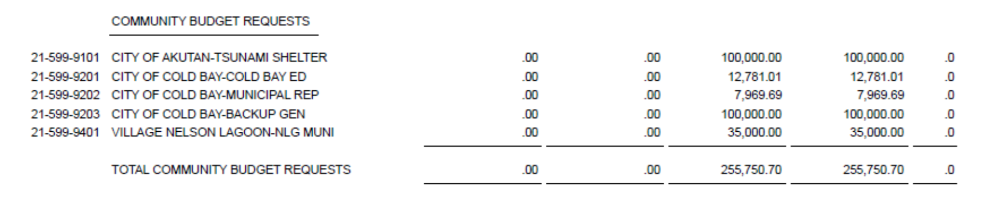 COMMUNITY BUDGET REQUESTS
21-599-9101 CITY OF AKUTAN-TSUNAMI SHELTER .00 .00 100,000.00 100,000.00 .0
21-599-9201 CITY OF COLD BAY-COLD BAY ED .00 .00 12,781.01 12,781.01 .0
21-599-9202 CITY OF COLD BAY-MUNICIPAL REP .00 .00 7,969.69 7,969.69 .0
21-599-9203 CITY OF COLD BAY-BACKUP GEN .00 .00 100,000.00 100,000.00 .0
21-599-9401 VILLAGE NELSON LAGOON-NLG MUNI .00 .00 35,000.00 35,000.00 .0
TOTAL COMMUNITY BUDGET REQUESTS .00 .00 255,750.70 255,750.70 .0